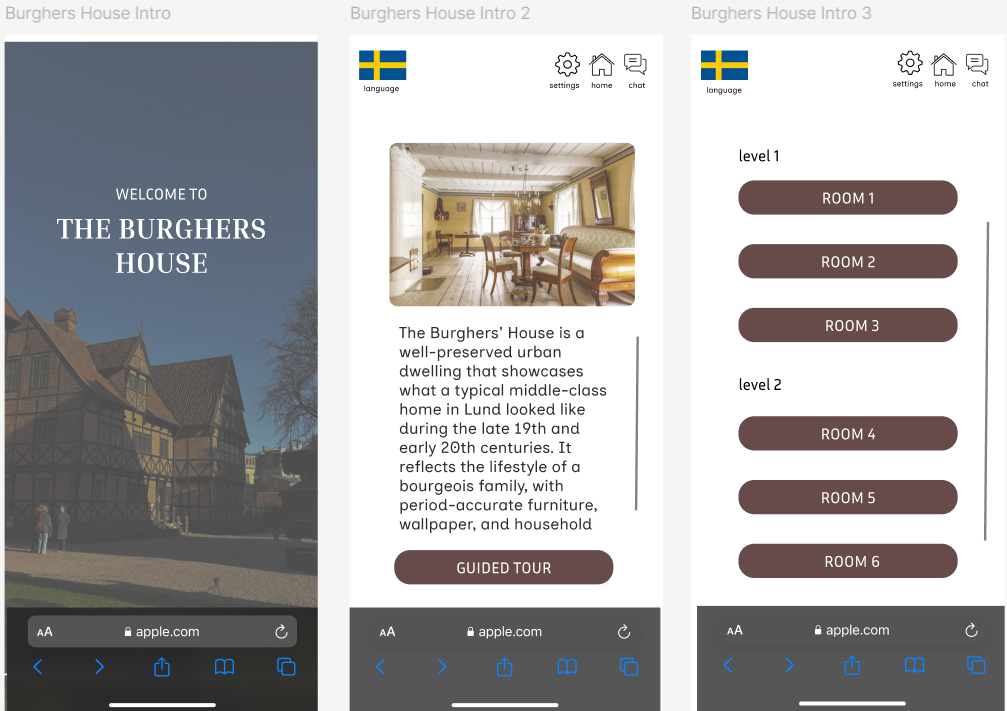 Burghers House Intro
WELCOME TO
THE BURGHERS
HOUSE
AA
apple.com
Burghers House Intro 2
language
settings
home
chat
The Burghers' House is a
well-preserved urban
dwelling that showcases
what a typical middle-class
home in Lund looked like
during the late 19th and
early 20th centuries. It
reflects the lifestyle of a
bourgeois family, with
period-accurate furniture,
wallpaper, and household
GUIDED TOUR
AA
apple.com
Burghers House Intro 3
language
settings
home
chat
level 1
ROOM 1
ROOM 2
ROOM 3
level 2
ROOM 4
ROOM 5
ROOM 6
AA
apple.com